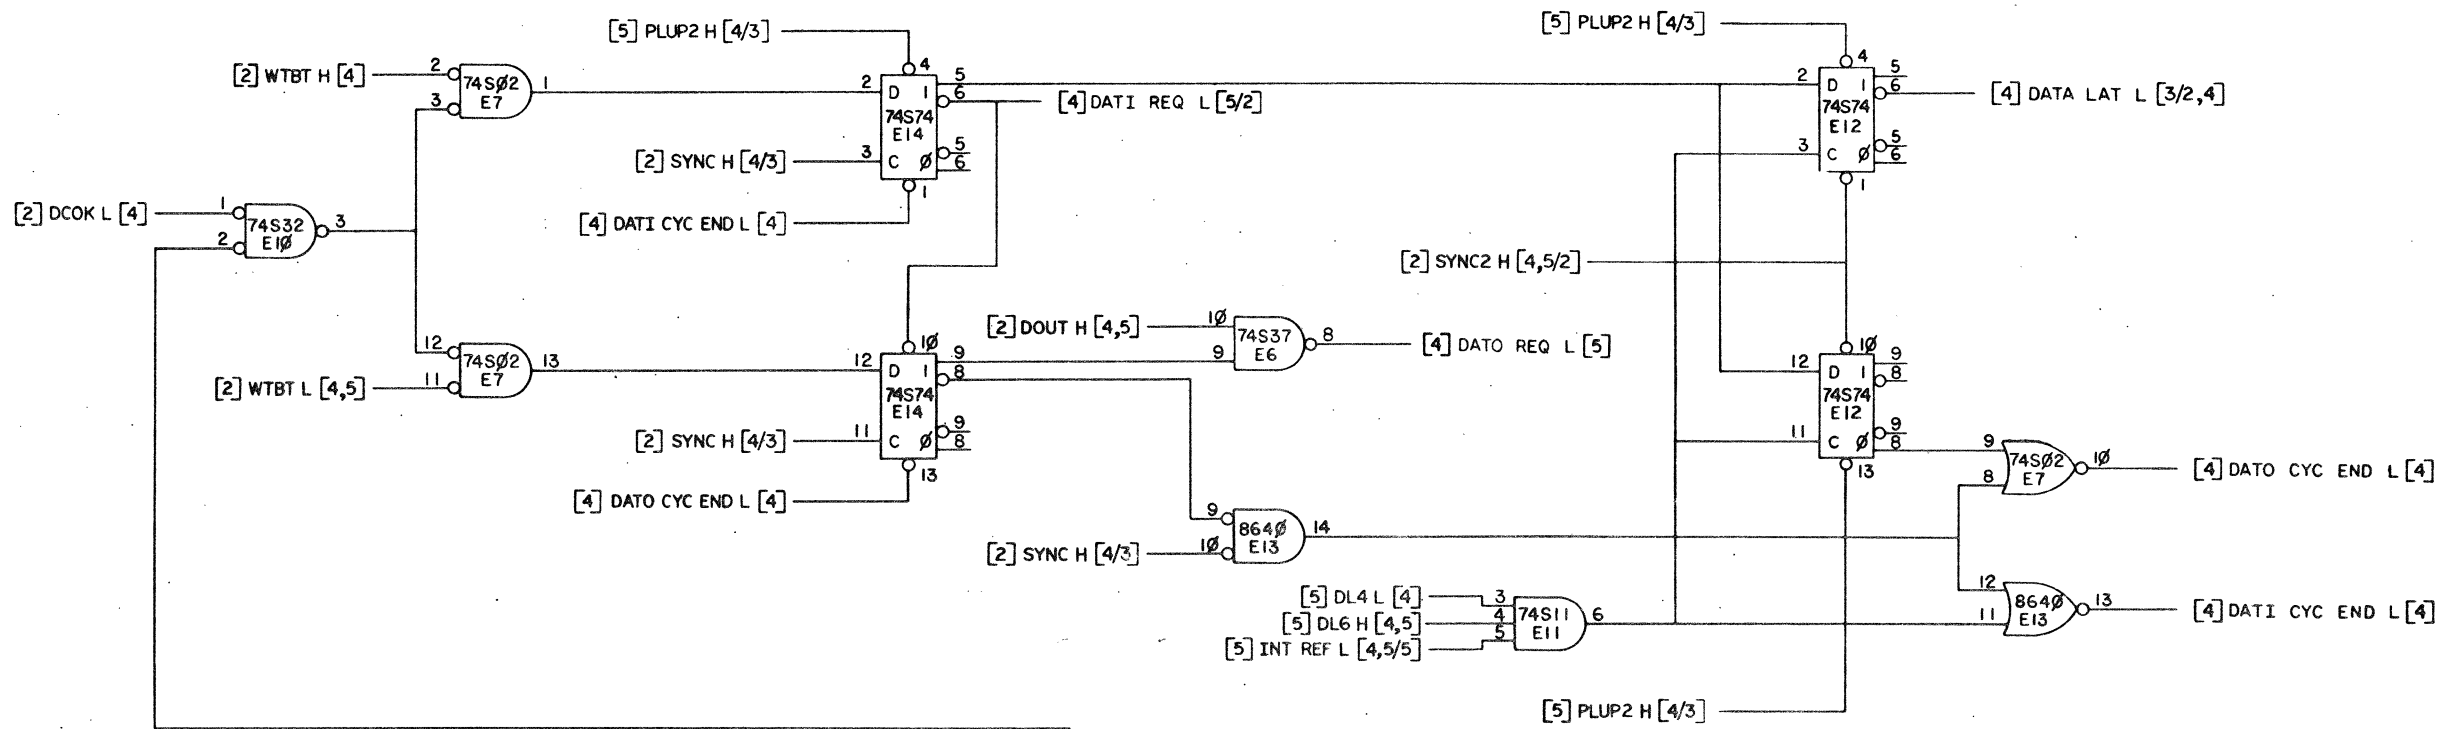 [5] PLUP2 H [4/3]
[5] PLUP2 H [4/3]
[2] WTBT H [4]
2
3
74SØ2
E7
1
4
2
D 1
5
6
74S74
E14
[4] DATI REQ L [5/2]
[2] SYNC H [4/3]
3
C Ø
5
6
1
[4] DATI CYC END L [4]
4
2
D 1
5
6
74S74
E12
[4] DATA LAT L [3/2,4]
3
C Ø
5
6
1
[2] DCOK L [4]
1
2
74S32
E1Ø
3
[2] SYNC2 H [4,5/2]
12
11
74SØ2
E7
13
[2] WTBT L [4,5]
1Ø
12
D 1
9
8
74S74
E14
[2] SYNC H [4/3]
11
C Ø
9
8
13
[4] DATO CYC END L [4]
[2] DOUT H [4,5]
1Ø
9
74S37
E6
8
[4] DATO REQ L [5]
1Ø
12
D 1
9
8
74S74
E12
11
C Ø
9
8
13
9
8
74SØ2
E7
1Ø
[4] DATO CYC END L [4]
9
1Ø
864Ø
E13
14
[2] SYNC H [4/3]
[5] DL4 L [4]
3
[5] DL6 H [4,5]
4
[5] INT REF L [4,5/5]
5
74S11
E11
6
12
11
864Ø
E13
13
[4] DATI CYC END L [4]
[5] PLUP2 H [4/3]